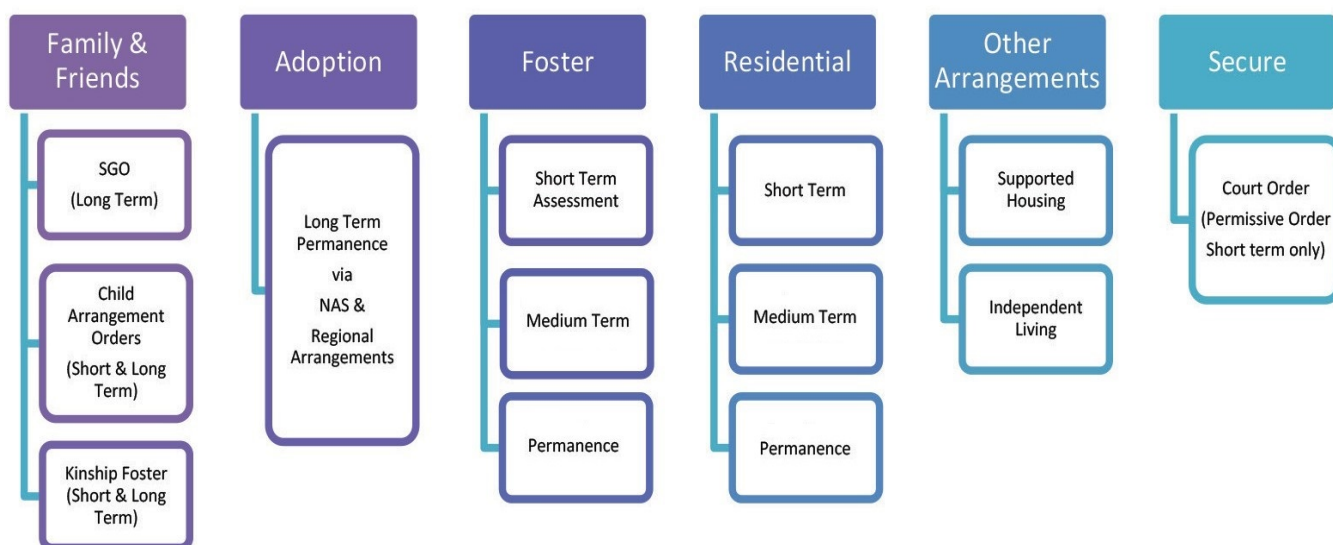 Family &
Friends
SGO
(Long Term)
Child
Arrangement
Orders
(Short & Long
Term)
Kinship Foster
(Short & Long
Term)
Adoption
Long Term
Permanence
via
NAS &
Regional
Arrangements
Foster
Short Term
Assessment
Medium Term
Permanence
Residential
Short Term
Medium Term
Permanence
Other
Arrangements
Supported
Housing
Independent
Living
Secure
Court Order
(Permissive Order
Short term only)